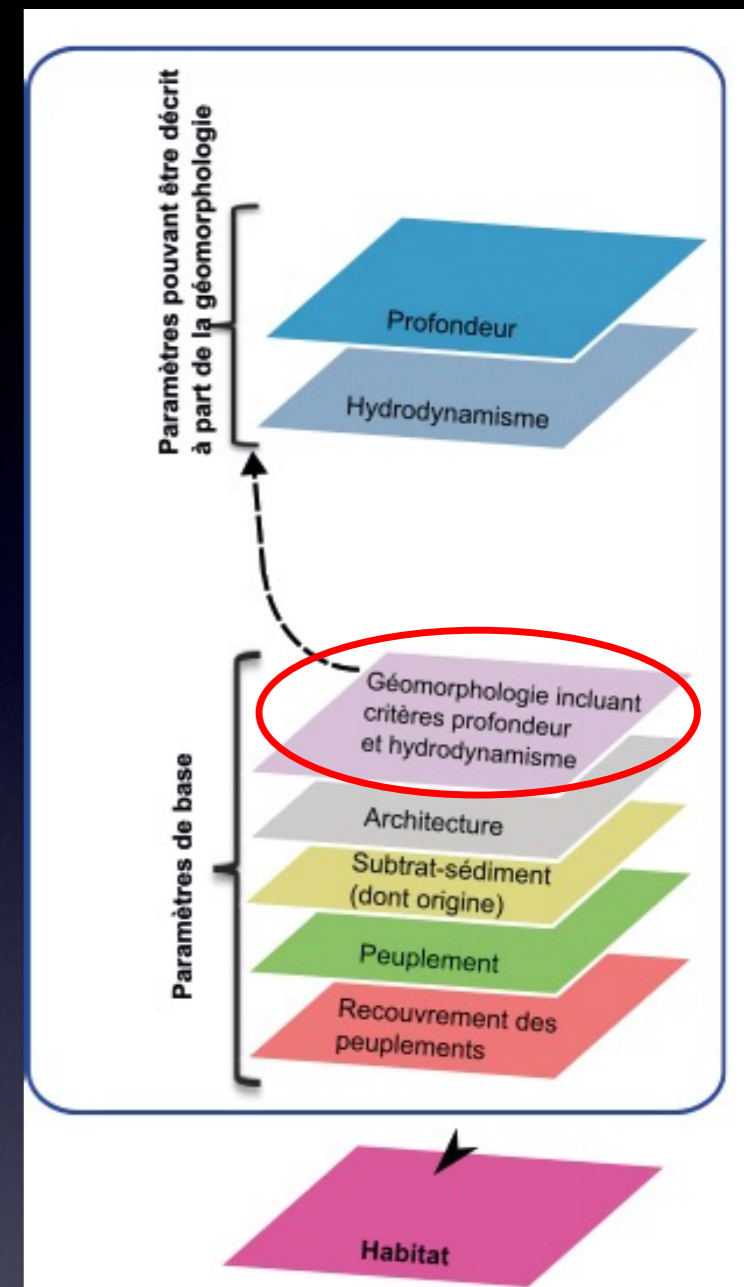 Paramètres pouvant être décrit
à part de la géomorphologie
Profondeur
Hydrodynamisme
Paramètres de base
Géomorphologie incluant
critères profondeur
et hydrodynamisme
Architecture
Subtrat-sédiment
(dont origine)
Peuplement
Recouvrement des
peuplements
Habitat